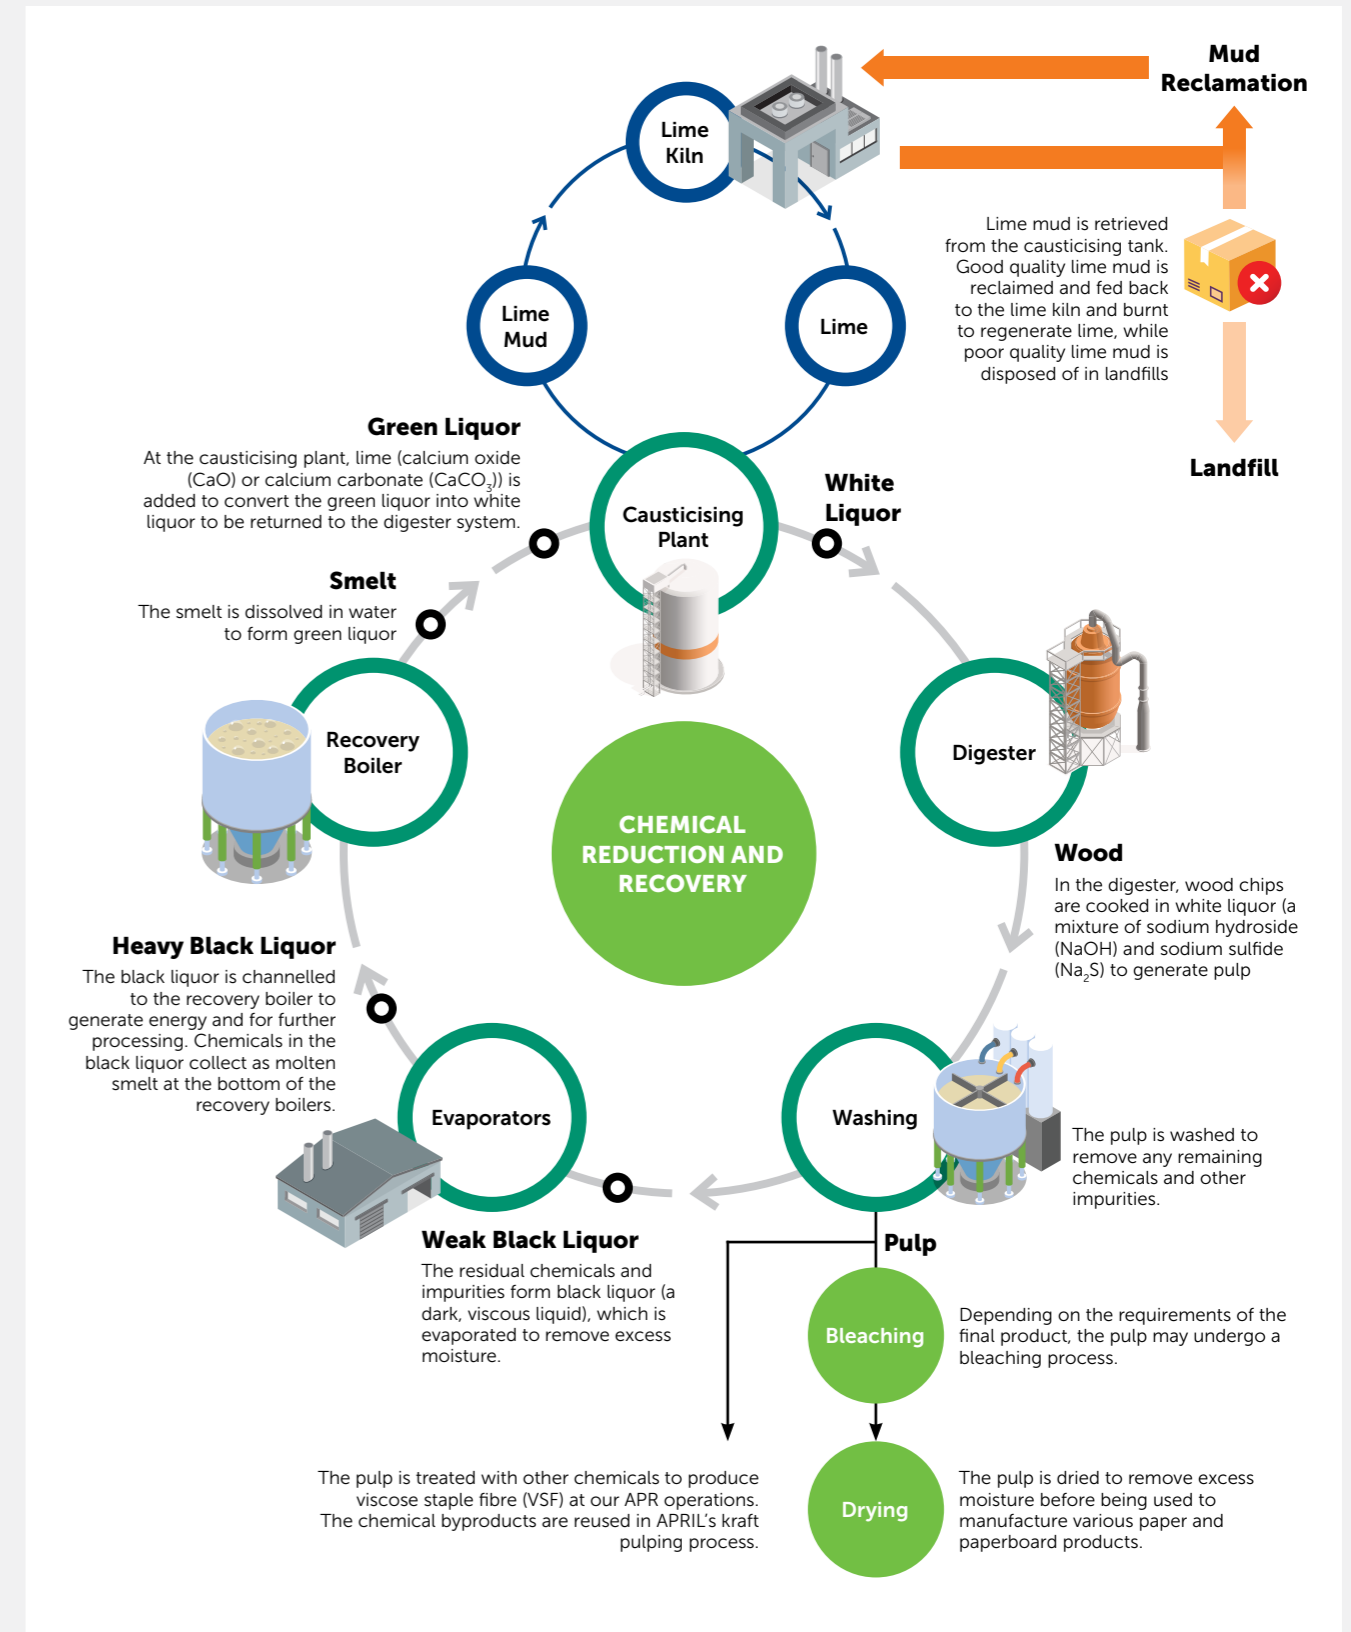 Mud
Reclamation
Lime
Kiln
Lime mud is retrieved
from the causticising tank.
Good quality lime mud is
reclaimed and fed back
to the lime kiln and burnt
to regenerate lime, while
poor quality lime mud is
disposed of in landfills
Lime
Mud
Lime
Landfill
Green Liquor
At the causticising plant, lime (calcium oxide
(CaO) or calcium carbonate (CaCO₃)) is
added to convert the green liquor into white
liquor to be returned to the digester system.
Causticising
Plant
White
Liquor
Smelt
The smelt is dissolved in water
to form green liquor
Recovery
Boiler
Digester
CHEMICAL
REDUCTION AND
RECOVERY
Wood
In the digester, wood chips
are cooked in white liquor (a
mixture of sodium hydroside
(NaOH) and sodium sulfide
(Na₂S) to generate pulp
Heavy Black Liquor
The black liquor is channelled
to the recovery boiler to
generate energy and for further
processing. Chemicals in the
black liquor collect as molten
smelt at the bottom of the
recovery boilers.
Evaporators
Washing
The pulp is washed to
remove any remaining
chemicals and other
impurities.
Weak Black Liquor
The residual chemicals and
impurities form black liquor (a
dark, viscous liquid), which is
evaporated to remove excess
moisture.
Pulp
Bleaching
Depending on the requirements of the
final product, the pulp may undergo a
bleaching process.
The pulp is treated with other chemicals to produce
viscose staple fibre (VSF) at our APR operations.
The chemical byproducts are reused in APRIL's kraft
pulping process.
Drying
The pulp is dried to remove excess
moisture before being used to
manufacture various paper and
paperboard products.